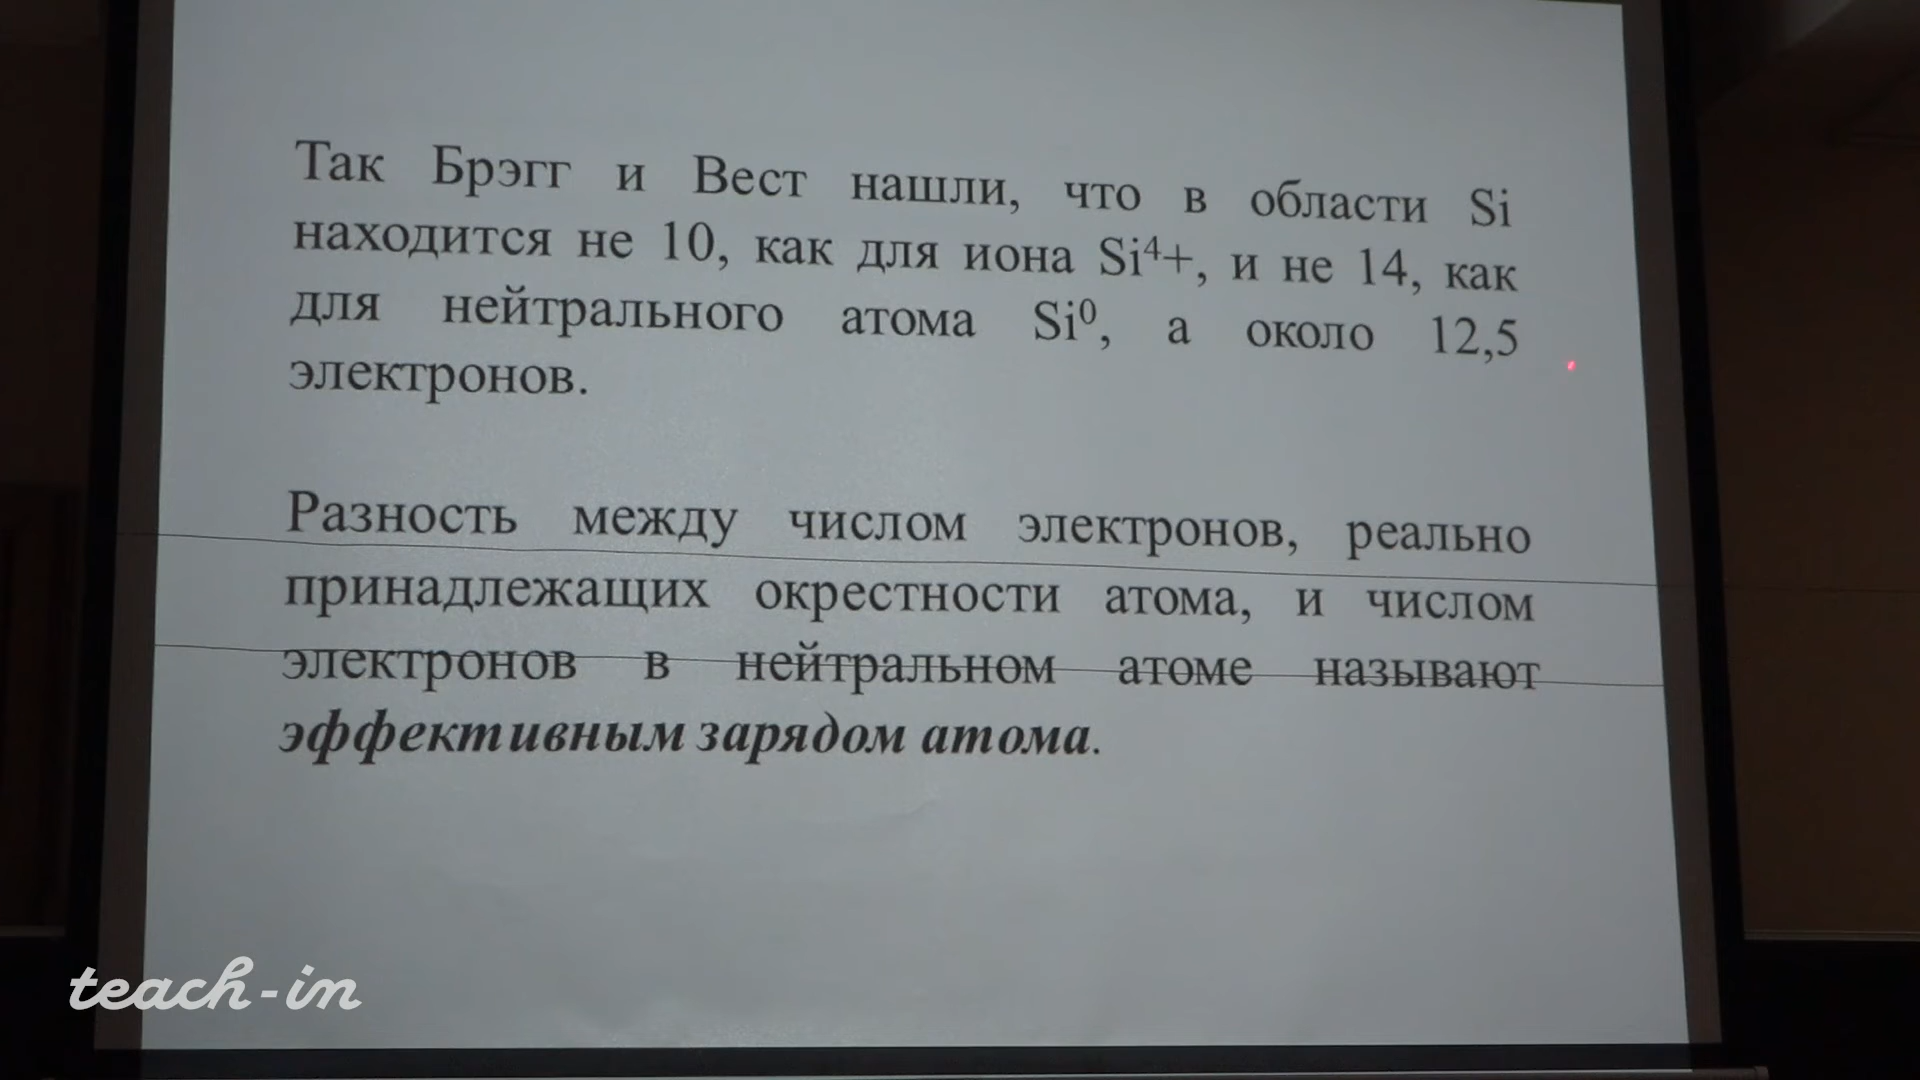 Так Брэгг и Вест нашли, что в области Si
находится не 10, как для иона Si⁴+, и не 14, как
для нейтрального атома Si⁰, а около 12,5
электронов.
Разность между числом электронов, реально
принадлежащих окрестности атома, и числом
электронов в нейтральном атоме называют
эффективным зарядом атома.
teach-in